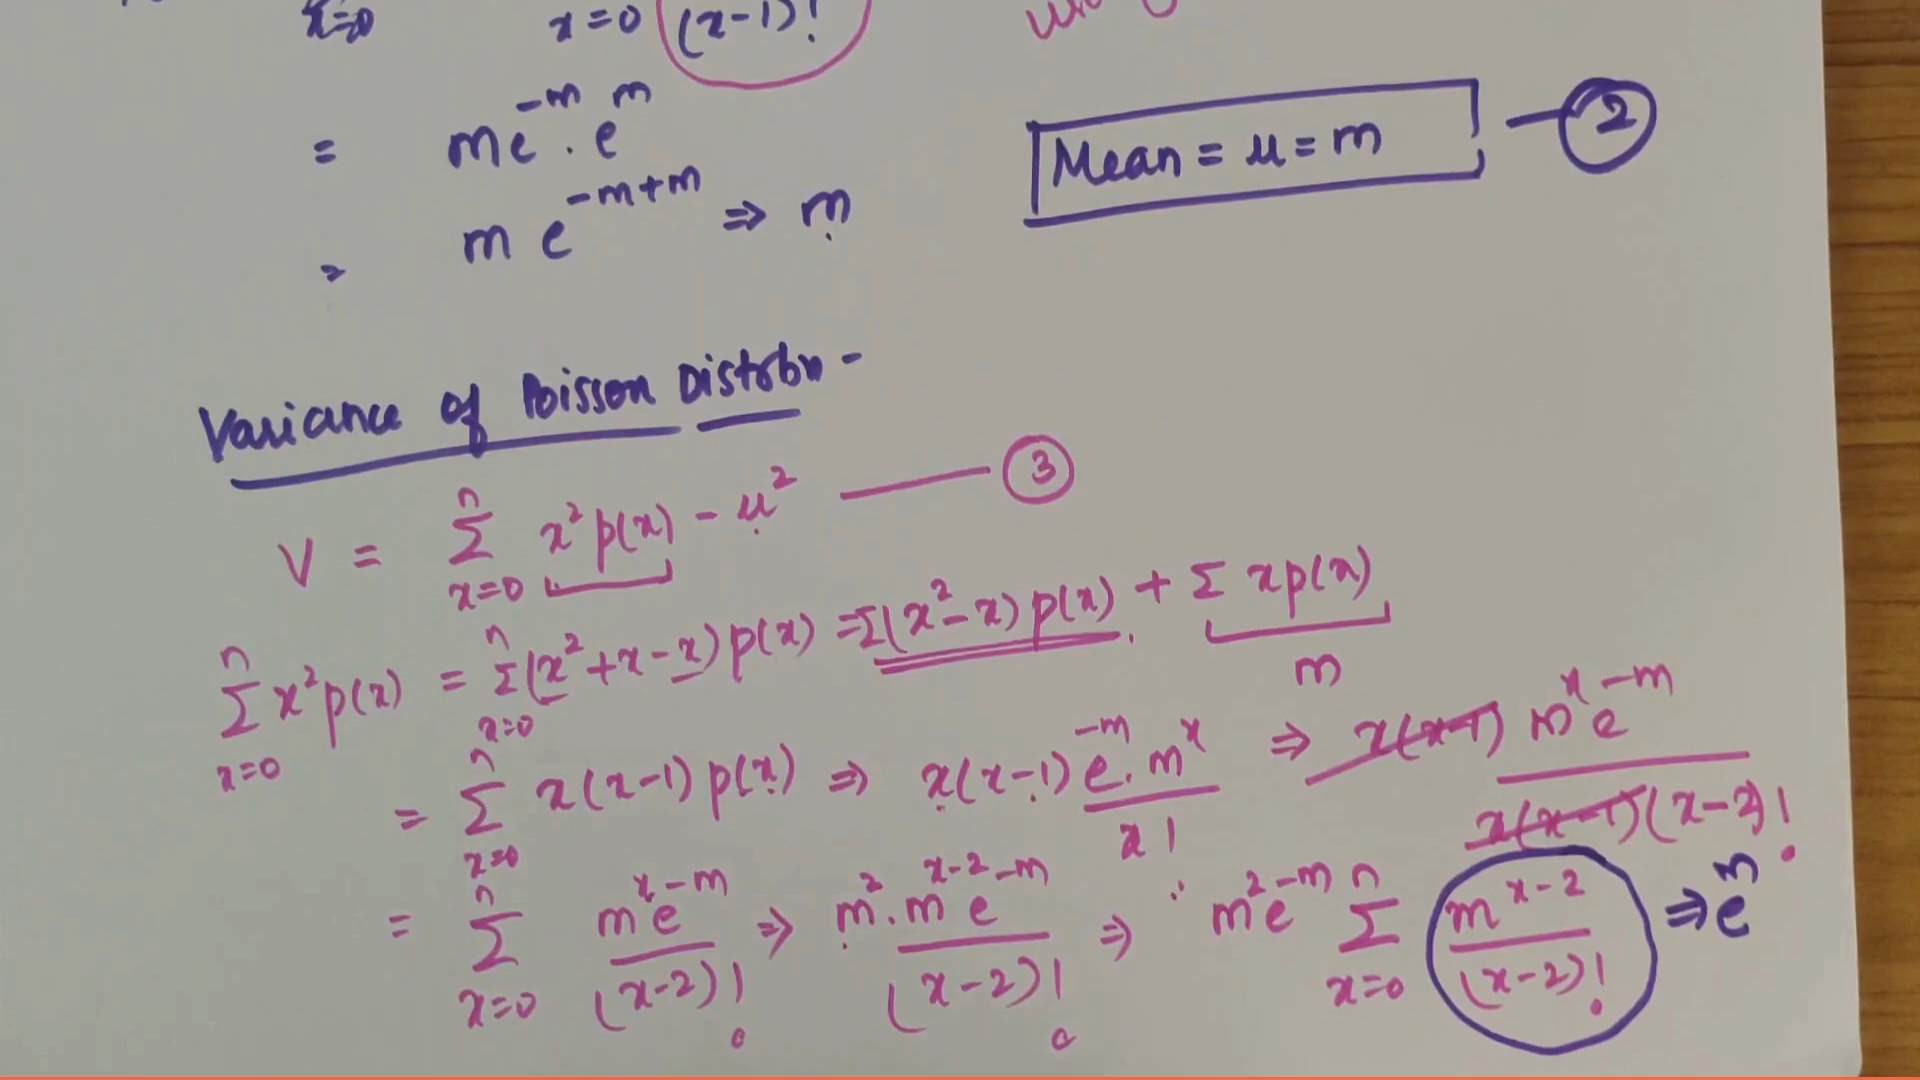 x=0 x=0 (x-1)!
= me^{-m} . e^{m}
= m e^{-m+m} ⇒ m
Mean = μ = m — ②
Variance of Poisson Distrbn -
V = Σ_{x=0}^{n} x² p(x) - μ² — ③
Σ_{x=0}^{n} x² p(x) = Σ_{x=0}^{n} (x²+x-x) p(x) = Σ(x²-x) p(x) + Σ xp(x)
m
= Σ_{x=0}^{n} x(x-1) p(x) ⇒ x(x-1) e^{-m} . m^{x} / x! ⇒ x(x-1) m^{x} e^{-m} / x(x-1)(x-2)!
= Σ_{x=0}^{n} m^{x} e^{-m} / (x-2)! ⇒ m² . m^{x-2} e^{-m} / (x-2)! ⇒ m² e^{-m} Σ_{x=0}^{n} m^{x-2} / (x-2)! ⇒ e^{m}